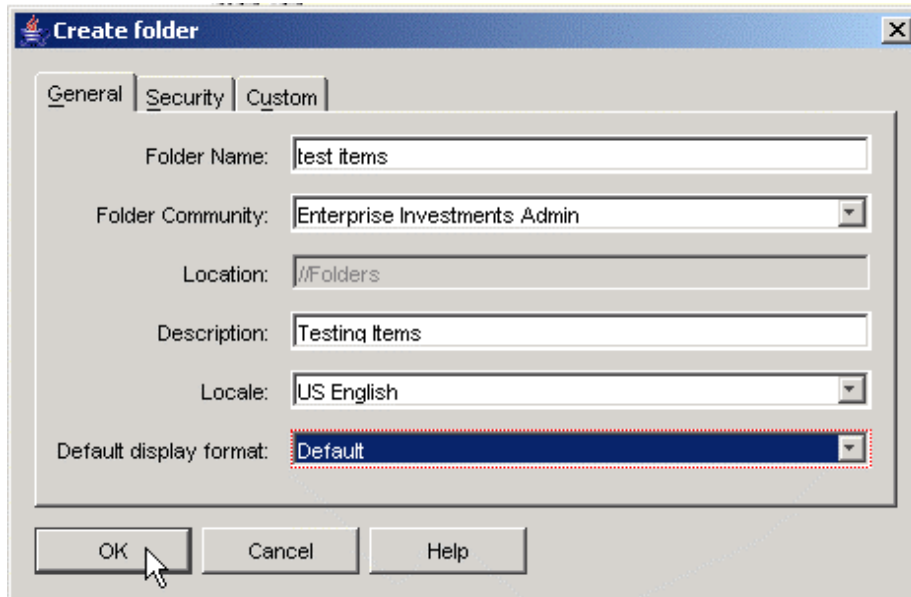 Create folder
General Security Custom
Folder Name: test items
Folder Community: Enterprise Investments Admin
Location: //Folders
Description: Testing Items
Locale: US English
Default display format: Default
OK Cancel Help